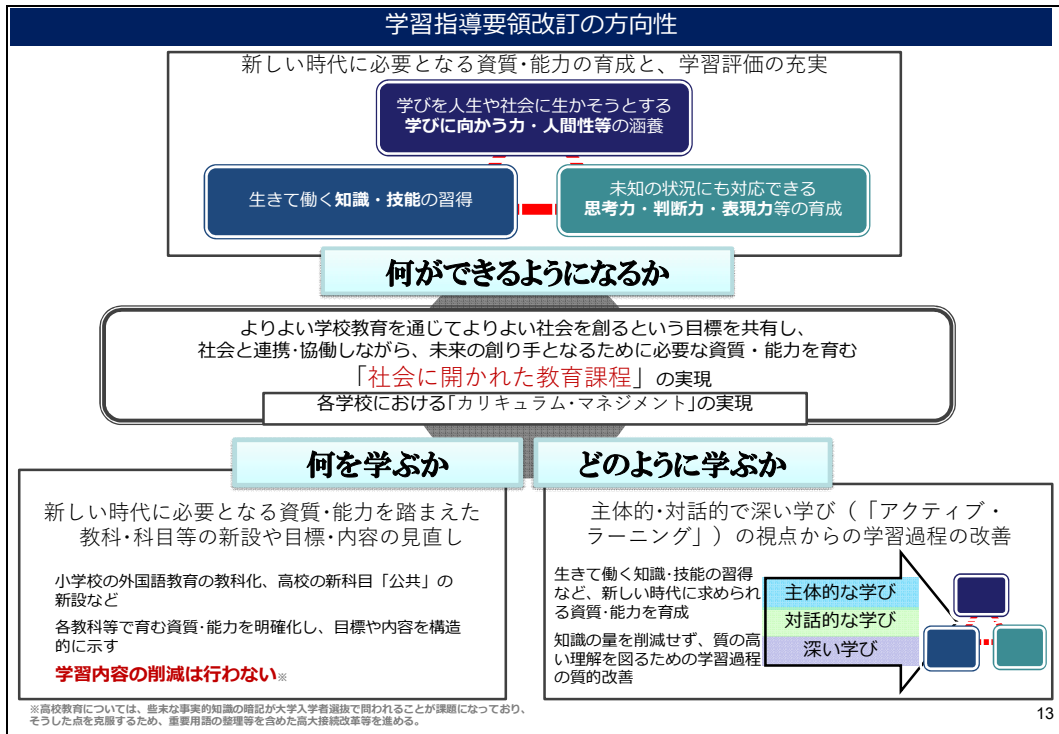 学習指導要領改訂の方向性
新しい時代に必要となる資質･能力の育成と、学習評価の充実
学びを人生や社会に生かそうとする
学びに向かう力・人間性等の涵養
生きて働く知識・技能の習得
未知の状況にも対応できる
思考力・判断力・表現力等の育成
何ができるようになるか
よりよい学校教育を通じてよりよい社会を創るという目標を共有し、
社会と連携･協働しながら、未来の創り手となるために必要な資質・能力を育む
「社会に開かれた教育課程」の実現
各学校における｢カリキュラム･マネジメント｣の実現
何を学ぶか
どのように学ぶか
新しい時代に必要となる資質･能力を踏まえた
教科･科目等の新設や目標･内容の見直し
小学校の外国語教育の教科化、高校の新科目「公共」の
新設など
各教科等で育む資質･能力を明確化し、目標や内容を構造
的に示す
学習内容の削減は行わない※
主体的･対話的で深い学び（「アクティブ・
ラーニング」）の視点からの学習過程の改善
生きて働く知識･技能の習得
など、新しい時代に求められ
る資質･能力を育成
知識の量を削減せず、質の高
い理解を図るための学習過程
の質的改善
主体的な学び
対話的な学び
深い学び
※高校教育については、些末な事実的知識の暗記が大学入学者選抜で問われることが課題になっており、
そうした点を克服するため、重要用語の整理等を含めた高大接続改革等を進める。
13